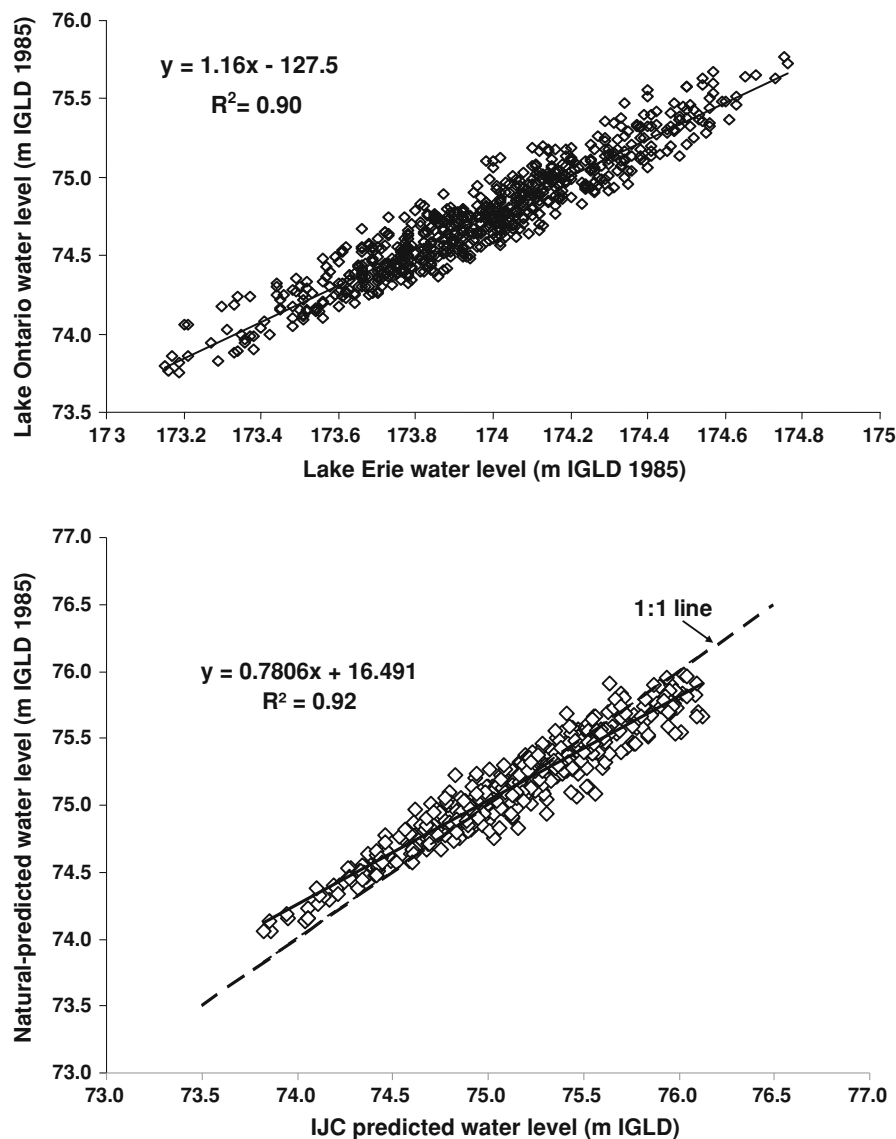 76.0
75.5
75.0
74.5
74.0
73.5
Lake Ontario water level (m IGLD 1985)
y = 1.16x - 127.5
R²= 0.90
173 173.2 173.4 173.6 173.8 174 174.2 174.4 174.6 174.8 175
Lake Erie water level (m IGLD 1985)
77.0
76.5
76.0
75.5
75.0
74.5
74.0
73.5
73.0
Natural-predicted water level (m IGLD 1985)
1:1 line
y = 0.7806x + 16.491
R² = 0.92
73.0 73.5 74.0 74.5 75.0 75.5 76.0 76.5 77.0
IJC predicted water level (m IGLD)